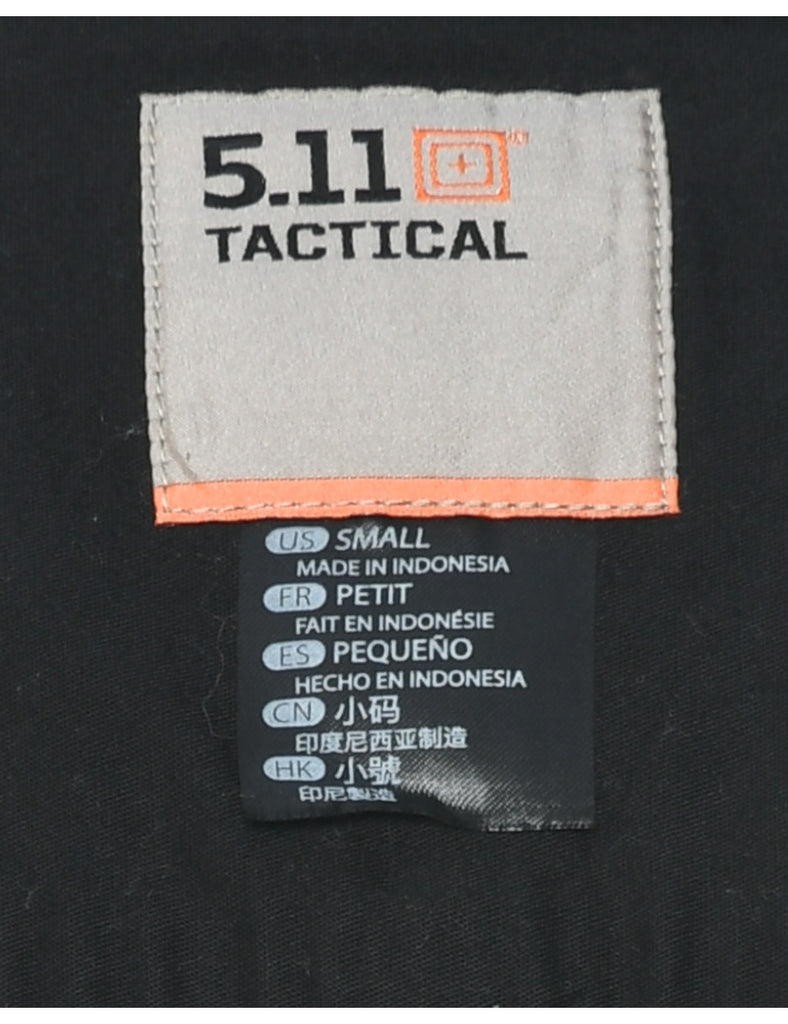 5.11
TACTICAL
US SMALL
MADE IN INDONESIA
FR PETIT
FAIT EN INDONÉSIE
ES PEQUEÑO
HECHO EN INDONESIA
CN 小码
印度尼西亚制造
HK 小號
印尼製造